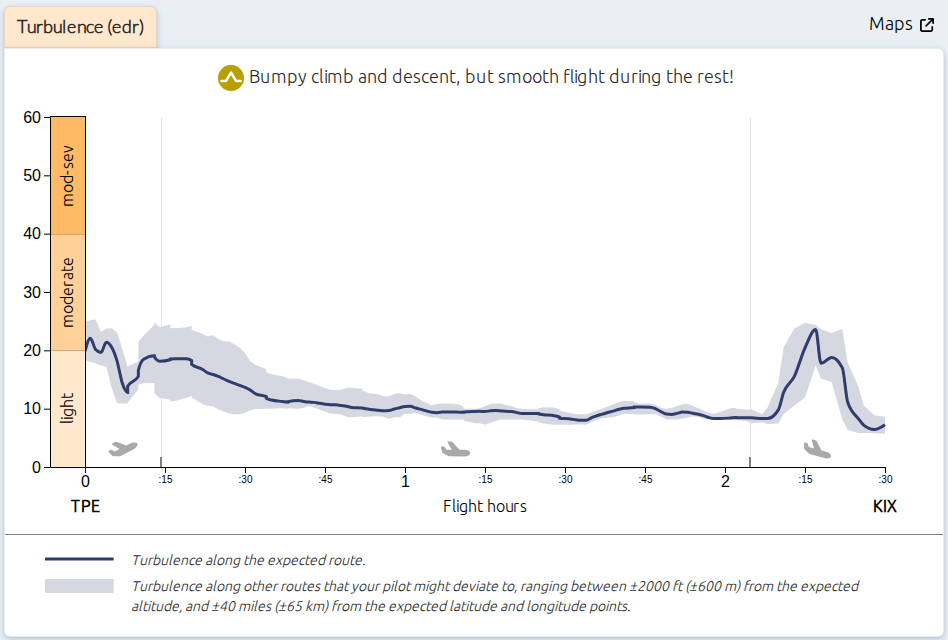 Turbulence (edr)
Maps
Bumpy climb and descent, but smooth flight during the rest!
60
50
40
30
20
10
0
mod-sev
moderate
light
0
:15
:30
:45
1
:15
:30
:45
2
:15
:30
TPE
Flight hours
KIX
Turbulence along the expected route.
Turbulence along other routes that your pilot might deviate to, ranging between ±2000 ft (±600 m) from the expected
altitude, and ±40 miles (±65 km) from the expected latitude and longitude points.